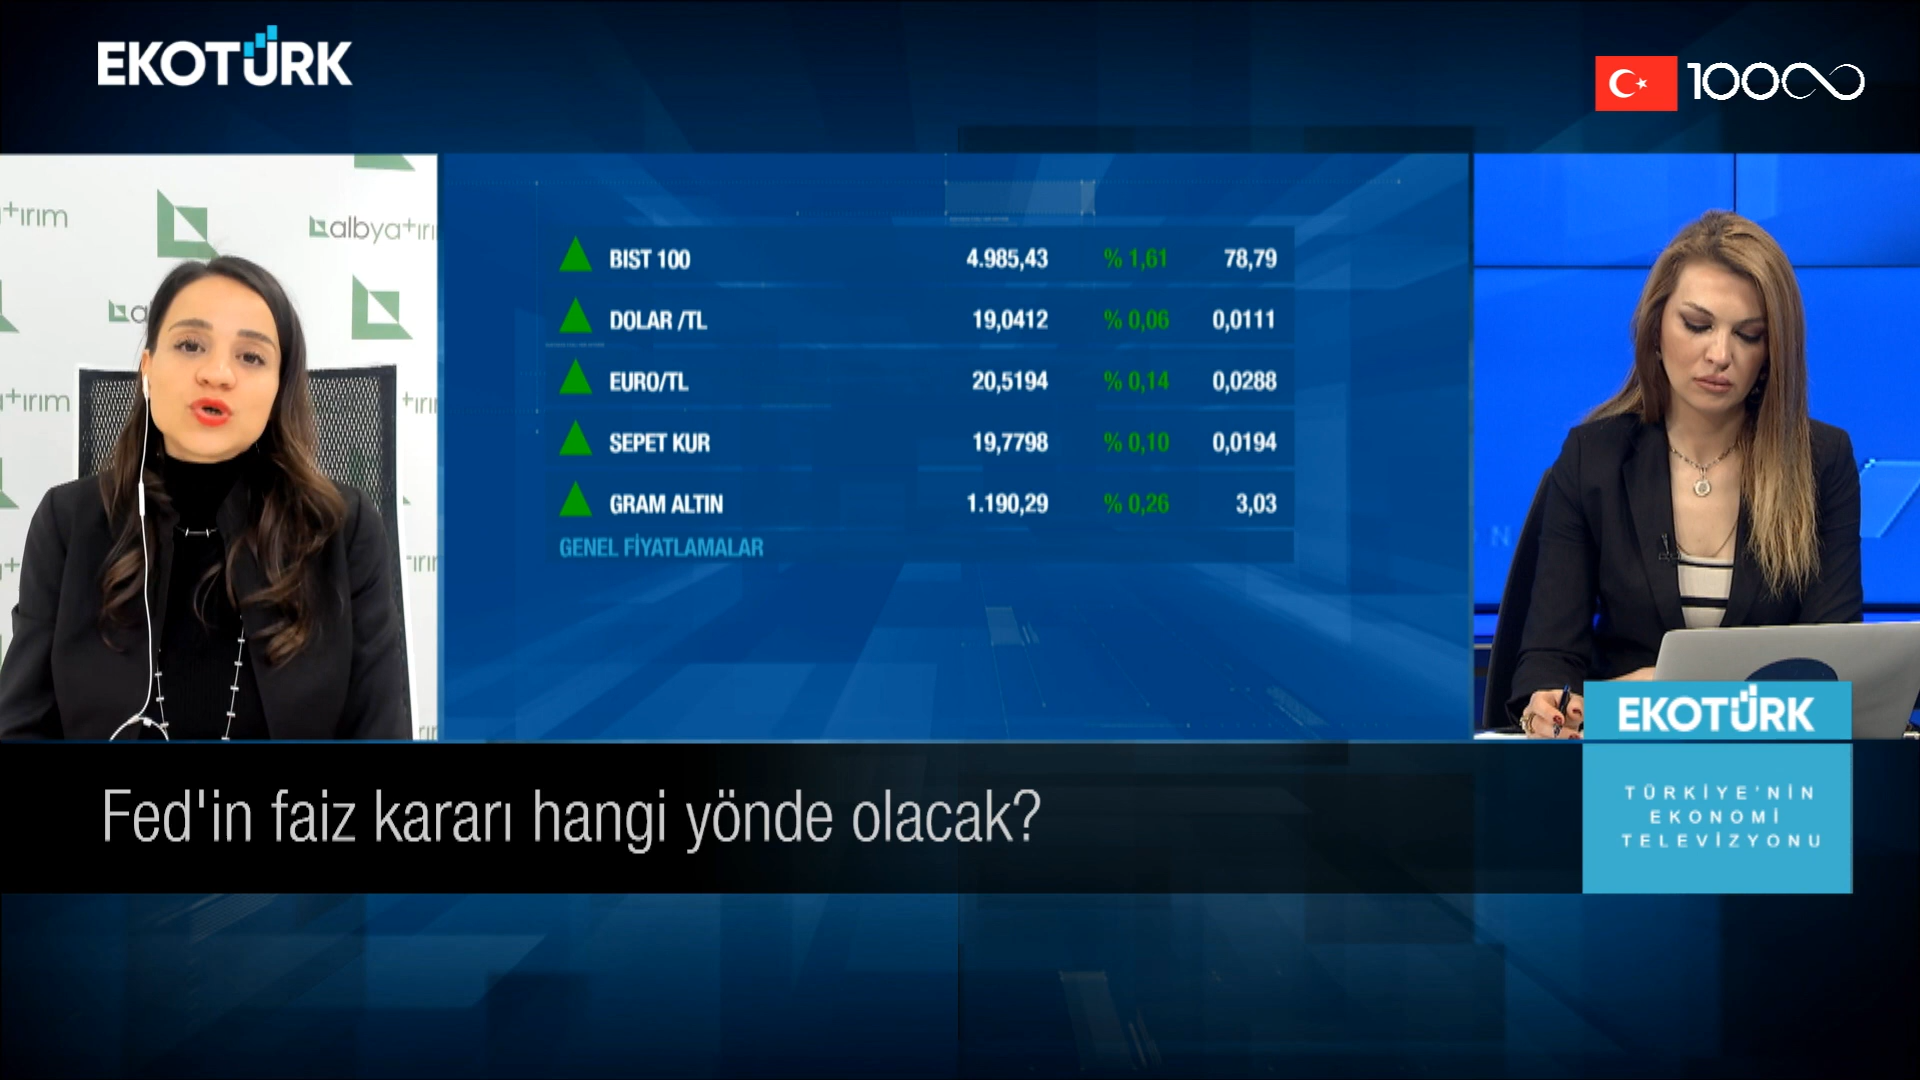 EKOTÜRK
100
albyatırım
BIST 100 4.985,43 % 1,61 78,79
DOLAR /TL 19,0412 % 0,06 0,0111
EURO/TL 20,5194 % 0,14 0,0288
SEPET KUR 19,7798 % 0,10 0,0194
GRAM ALTIN 1.190,29 % 0,26 3,03
GENEL FİYATLAMALAR
EKOTÜRK
Fed'in faiz kararı hangi yönde olacak?
TÜRKİYE'NİN
EKONOMİ
TELEVİZYONU